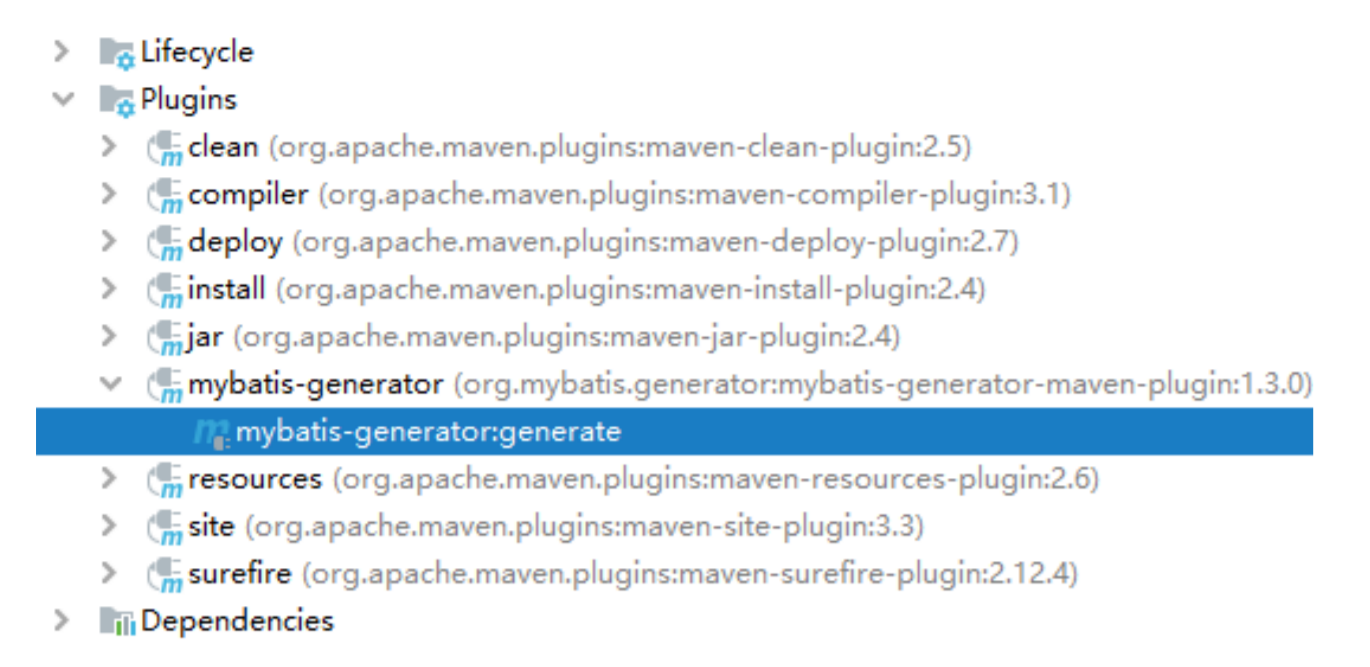 Lifecycle
Plugins
clean (org.apache.maven.plugins:maven-clean-plugin:2.5)
compiler (org.apache.maven.plugins:maven-compiler-plugin:3.1)
deploy (org.apache.maven.plugins:maven-deploy-plugin:2.7)
install (org.apache.maven.plugins:maven-install-plugin:2.4)
jar (org.apache.maven.plugins:maven-jar-plugin:2.4)
mybatis-generator (org.mybatis.generator:mybatis-generator-maven-plugin:1.3.0)
mybatis-generator:generate
resources (org.apache.maven.plugins:maven-resources-plugin:2.6)
site (org.apache.maven.plugins:maven-site-plugin:3.3)
surefire (org.apache.maven.plugins:maven-surefire-plugin:2.12.4)
Dependencies